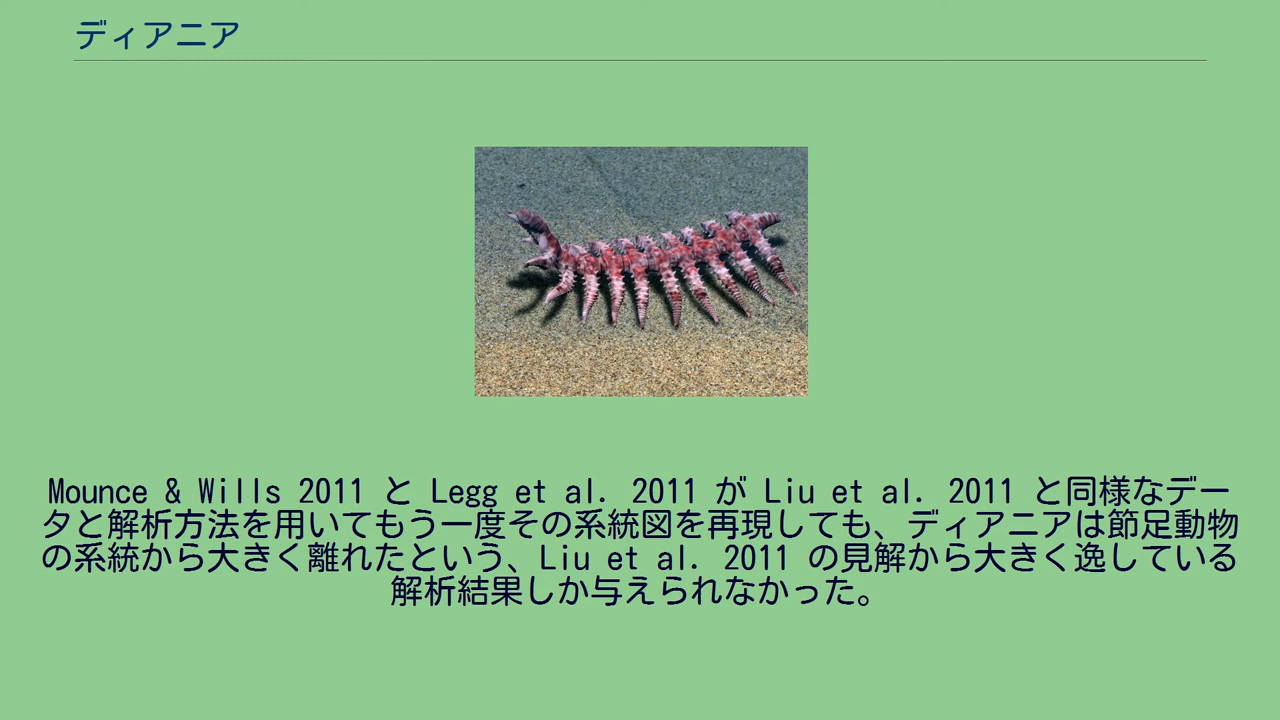 ディアニア
Mounce & Wills 2011 と Legg et al. 2011 が Liu et al. 2011 と同様なデー
タと解析方法を用いてもう一度その系統図を再現しても、ディアニアは節足動物
の系統から大きく離れたという、Liu et al. 2011 の見解から大きく逸している
解析結果しか与えられなかった。